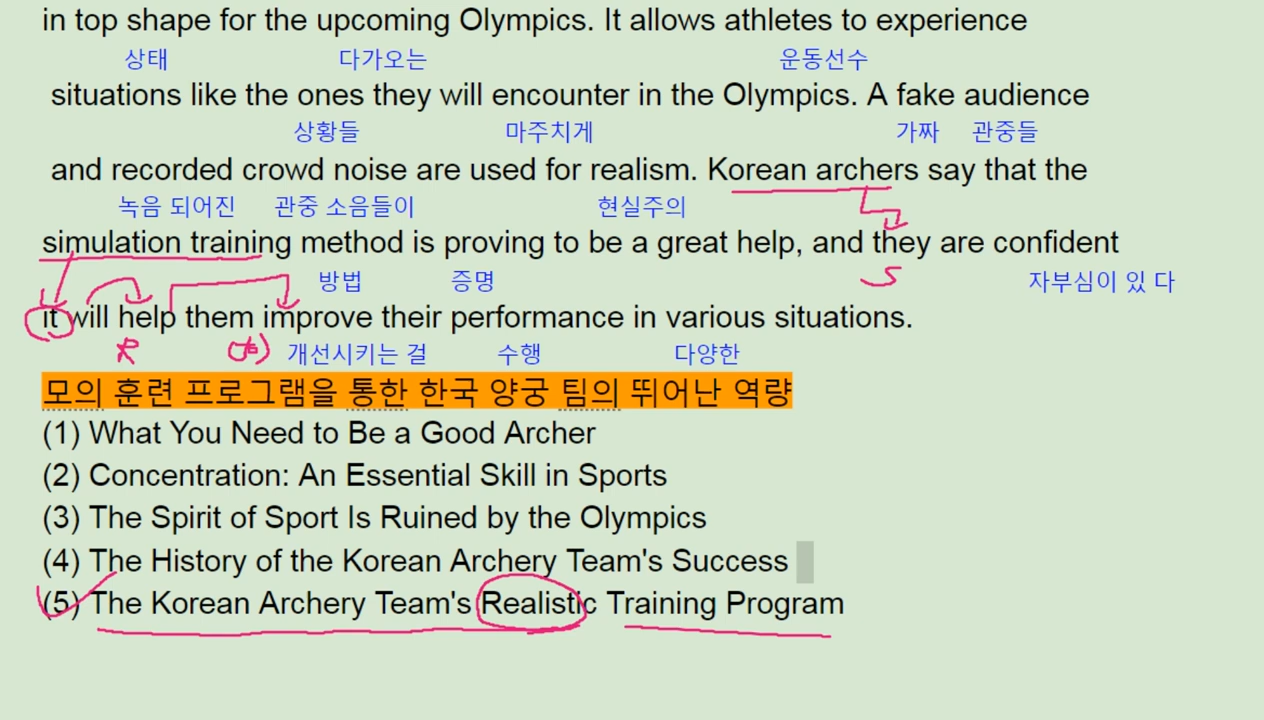 in top shape for the upcoming Olympics. It allows athletes to experience
상태 다가오는 운동선수
situations like the ones they will encounter in the Olympics. A fake audience
상황들 마주치게 가짜 관중들
and recorded crowd noise are used for realism. Korean archers say that the
녹음 되어진 관중 소음들이 현실주의
simulation training method is proving to be a great help, and they are confident
방법 증명 S 자부심이 있 다
it will help them improve their performance in various situations.
R 개선시키는 걸 수행 다양한
모의 훈련 프로그램을 통한 한국 양궁 팀의 뛰어난 역량
(1) What You Need to Be a Good Archer
(2) Concentration: An Essential Skill in Sports
(3) The Spirit of Sport Is Ruined by the Olympics
(4) The History of the Korean Archery Team's Success
(5) The Korean Archery Team's Realistic Training Program